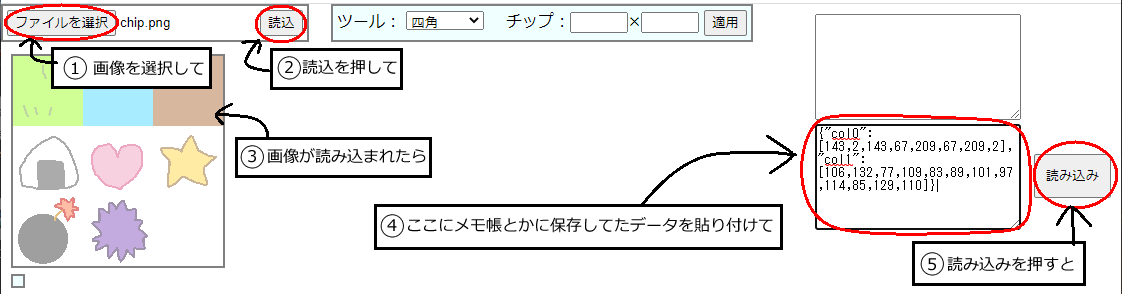 ファイルを選択 chip.png 読込
ツール： 四角 チップ： × 適用
① 画像を選択して
②読込を押して
③画像が読み込まれたら
{"col0":
[143,2,143,67,209,67,209,2],
"col1":
[106,132,77,109,83,89,101,97
,114,85,129,110]}
読み込み
④ここにメモ帳とかに保存してたデータを貼り付けて
⑤読み込みを押すと